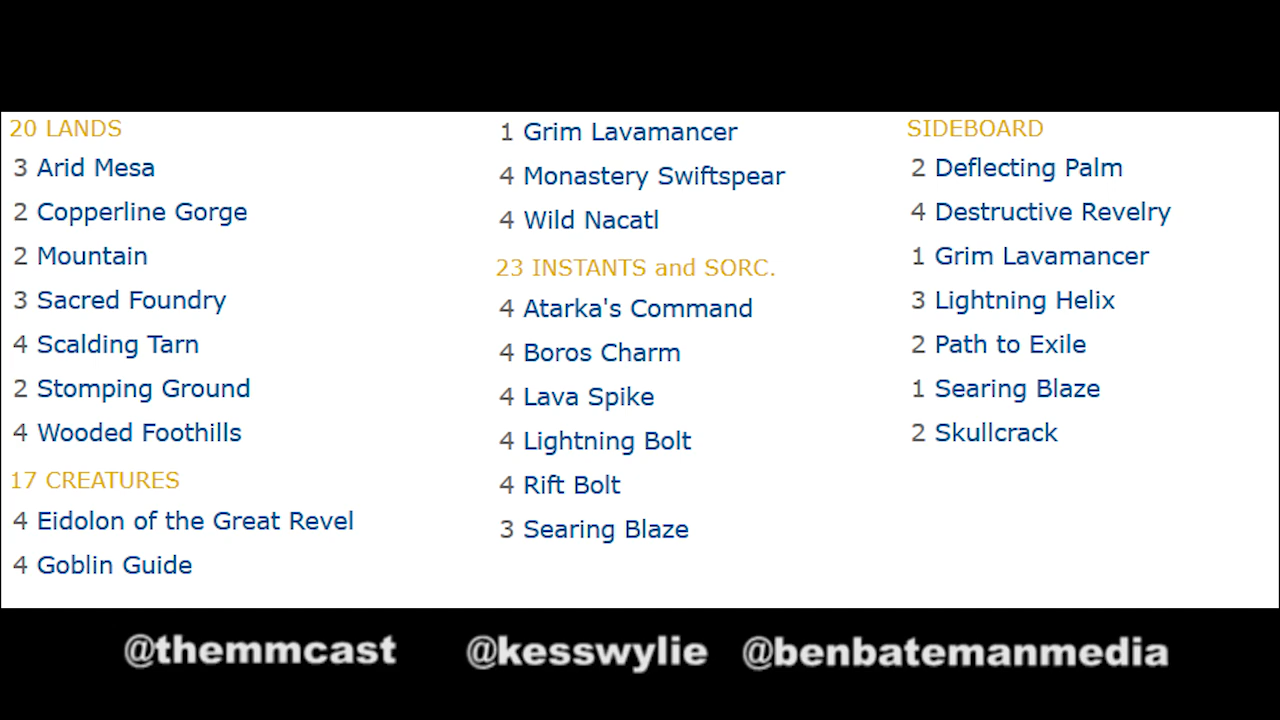 20 LANDS
3 Arid Mesa
2 Copperline Gorge
2 Mountain
3 Sacred Foundry
4 Scalding Tarn
2 Stomping Ground
4 Wooded Foothills
17 CREATURES
4 Eidolon of the Great Revel
4 Goblin Guide
1 Grim Lavamancer
4 Monastery Swiftspear
4 Wild Nacatl
23 INSTANTS and SORC.
4 Atarka's Command
4 Boros Charm
4 Lava Spike
4 Lightning Bolt
4 Rift Bolt
3 Searing Blaze
SIDEBOARD
2 Deflecting Palm
4 Destructive Revelry
1 Grim Lavamancer
3 Lightning Helix
2 Path to Exile
1 Searing Blaze
2 Skullcrack
@themmcast @kesswylie @benbatemanmedia